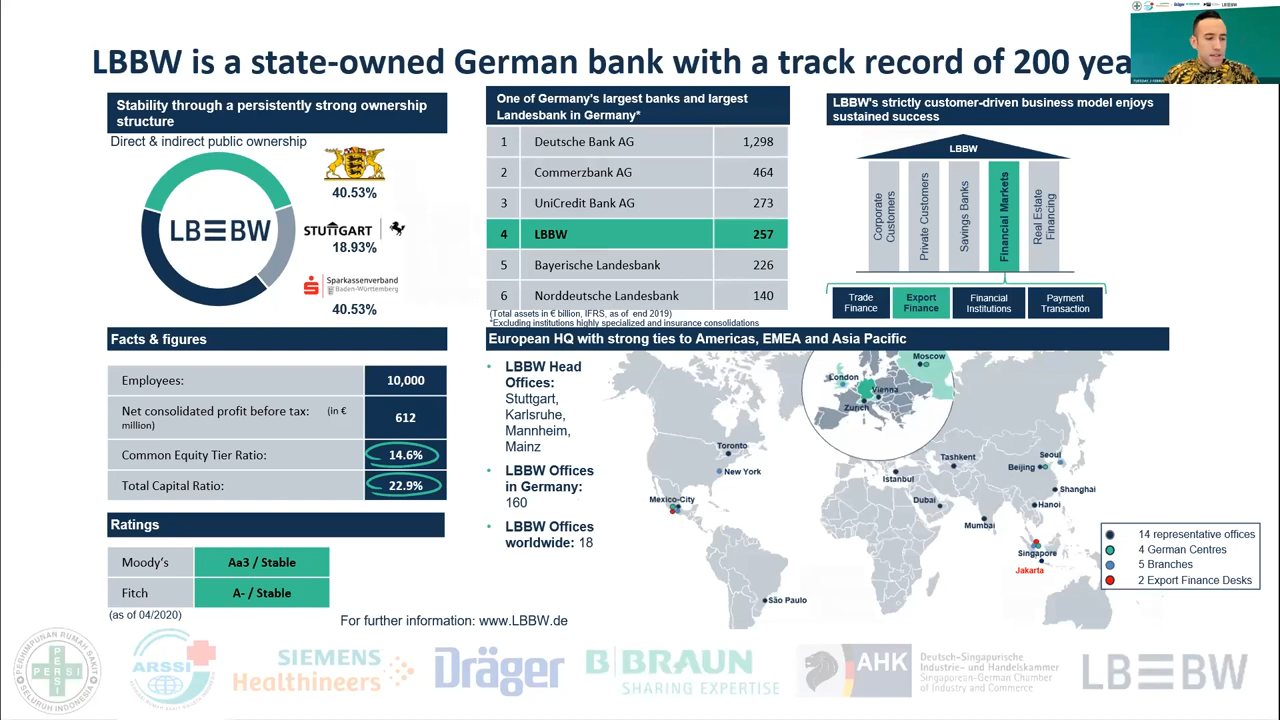 LBBW is a state-owned German bank with a track record of 200 yea
Stability through a persistently strong ownership
structure
Direct & indirect public ownership
40.53%
LBBW
STUTTGART
18.93%
Sparkassenverband
Baden-Württemberg
40.53%
Facts & figures
Employees: 10,000
Net consolidated profit before tax: (in €
million) 612
Common Equity Tier Ratio: 14.6%
Total Capital Ratio: 22.9%
Ratings
Moody's Aa3 / Stable
Fitch A- / Stable
(as of 04/2020)
One of Germany's largest banks and largest
Landesbank in Germany*
1 Deutsche Bank AG 1,298
2 Commerzbank AG 464
3 UniCredit Bank AG 273
4 LBBW 257
5 Bayerische Landesbank 226
6 Norddeutsche Landesbank 140
(Total assets in € billion, IFRS, as of end 2019)
*Excluding institutions highly specialized and insurance consolidations
LBBW's strictly customer-driven business model enjoys
sustained success
LBBW
Corporate
Customers
Private Customers
Savings Banks
Financial Markets
Real Estate
Financing
Trade
Finance
Export
Finance
Financial
Institutions
Payment
Transaction
European HQ with strong ties to Americas, EMEA and Asia Pacific
• LBBW Head
Offices:
Stuttgart,
Karlsruhe,
Mannheim,
Mainz
• LBBW Offices
in Germany:
160
• LBBW Offices
worldwide: 18
Moscow
London
Vienna
Zurich
Toronto
New York
Mexico-City
São Paulo
Istanbul
Tashkent
Dubai
Mumbai
Seoul
Beijing
Shanghai
Hanoi
Singapore
Jakarta
14 representative offices
4 German Centres
5 Branches
2 Export Finance Desks
For further information: www.LBBW.de
PERHIMPUNAN RUMAH SAKIT
SELURUH INDONESIA
PERSI
PERSI
ARSSI
SIEMENS
Healthineers
Dräger
B BRAUN
SHARING EXPERTISE
AHK
Deutsch-Singapurische
Industrie- und Handelskammer
Singaporean-German Chamber
of Industry and Commerce
LBBW